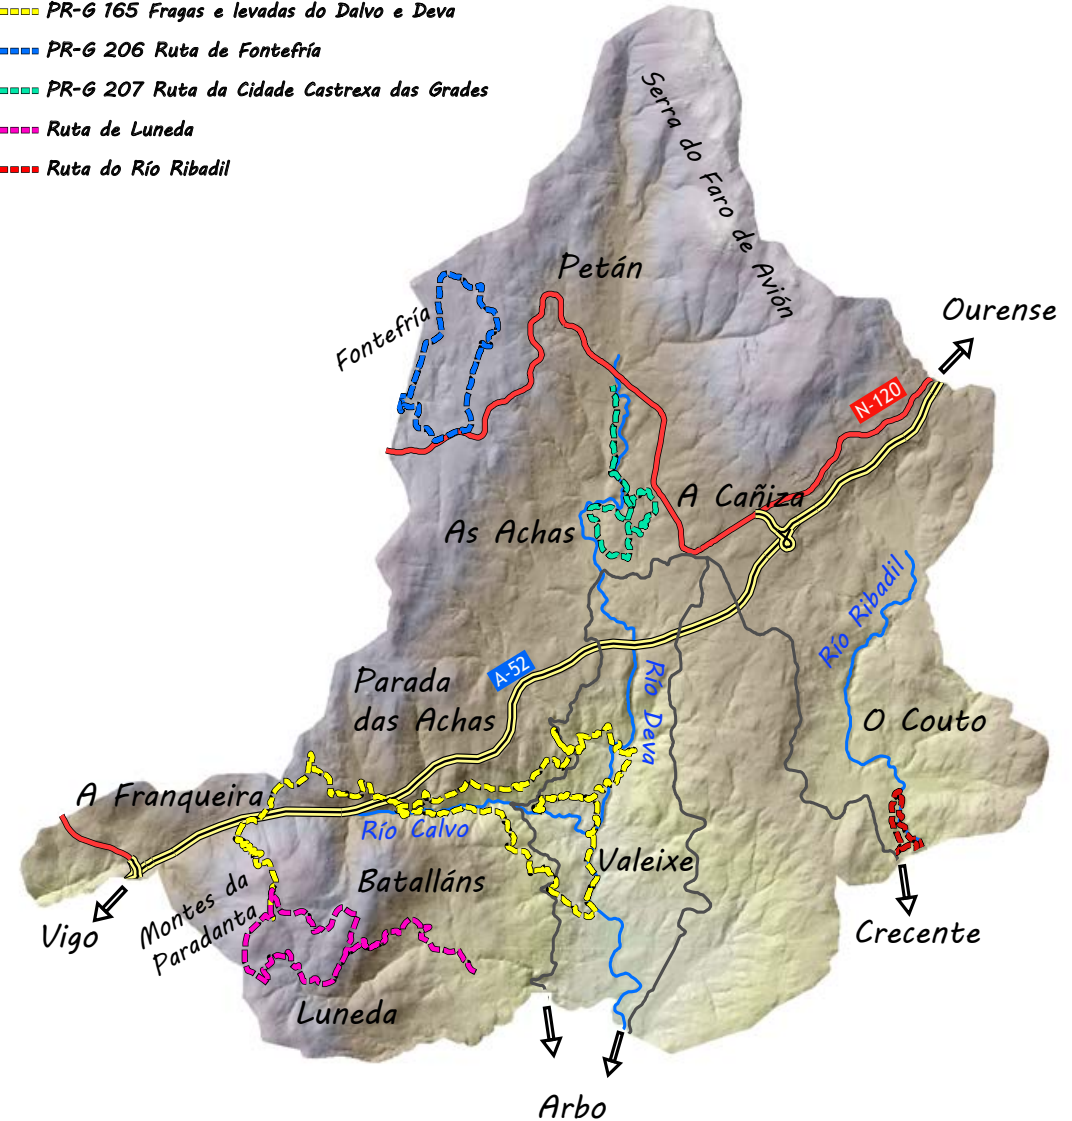 PR-G 165 Fragas e levadas do Dalvo e Deva
PR-G 206 Ruta de Fontefría
PR-G 207 Ruta da Cidade Castrexa das Grades
Ruta de Luneda
Ruta do Río Ribadil
Serra do Faro de Avión
Petán
Ourense
Fontefría
N-120
A Cañiza
As Achas
Río Ribadil
A-52
Río Deva
Parada
das Achas
O Couto
A Franqueira
Río Calvo
Valeixe
Batalláns
Montes da
Paradanta
Vigo
Crecente
Luneda
Arbo